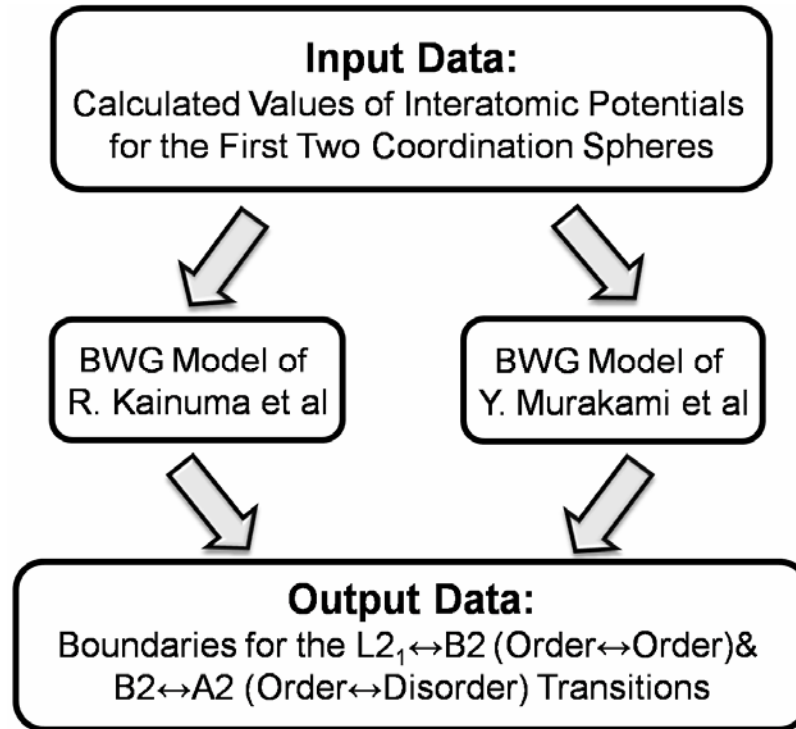 Input Data:
Calculated Values of Interatomic Potentials
for the First Two Coordination Spheres
BWG Model of
R. Kainuma et al
BWG Model of
Y. Murakami et al
Output Data:
Boundaries for the L2₁↔B2 (Order↔Order)&
B2↔A2 (Order↔Disorder) Transitions